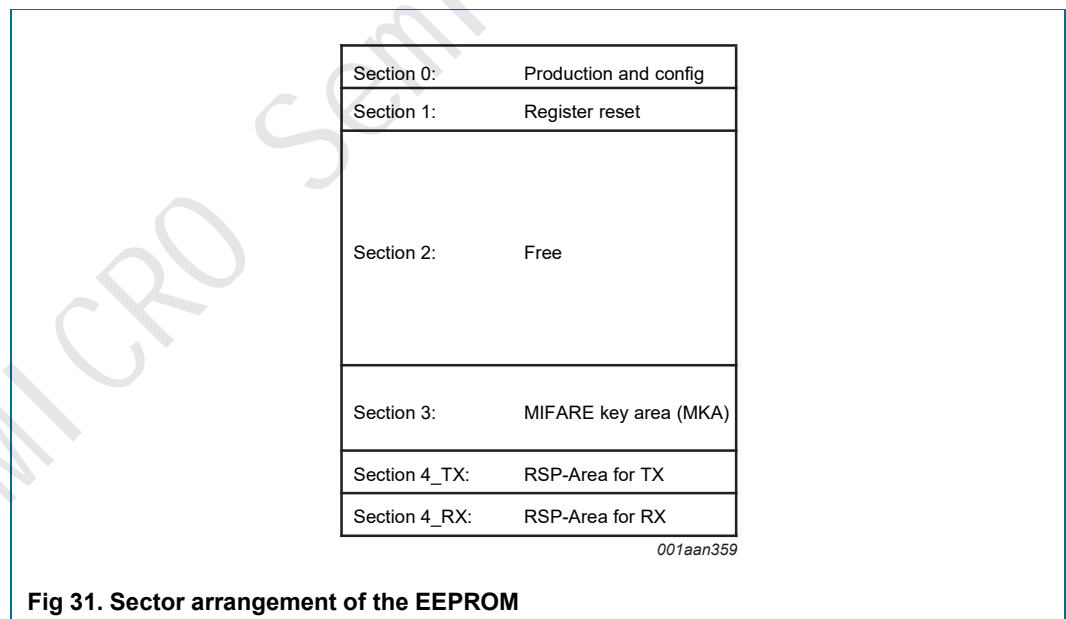 MICRO Semi
Section 0: Production and config
Section 1: Register reset
Section 2: Free
Section 3: MIFARE key area (MKA)
Section 4_TX: RSP-Area for TX
Section 4_RX: RSP-Area for RX
001aan359
Fig 31. Sector arrangement of the EEPROM